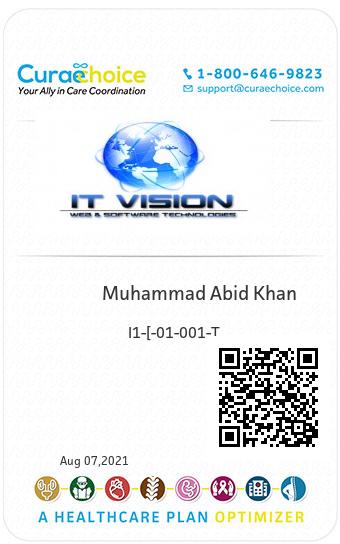 Curaechoice
Your Ally in Care Coordination
1-800-646-9823
support@curaechoice.com
IT VISION
WEB & SOFTWARE TECHNOLOGIES
Muhammad Abid Khan
I1-[-01-001-T
Aug 07,2021
A HEALTHCARE PLAN OPTIMIZER